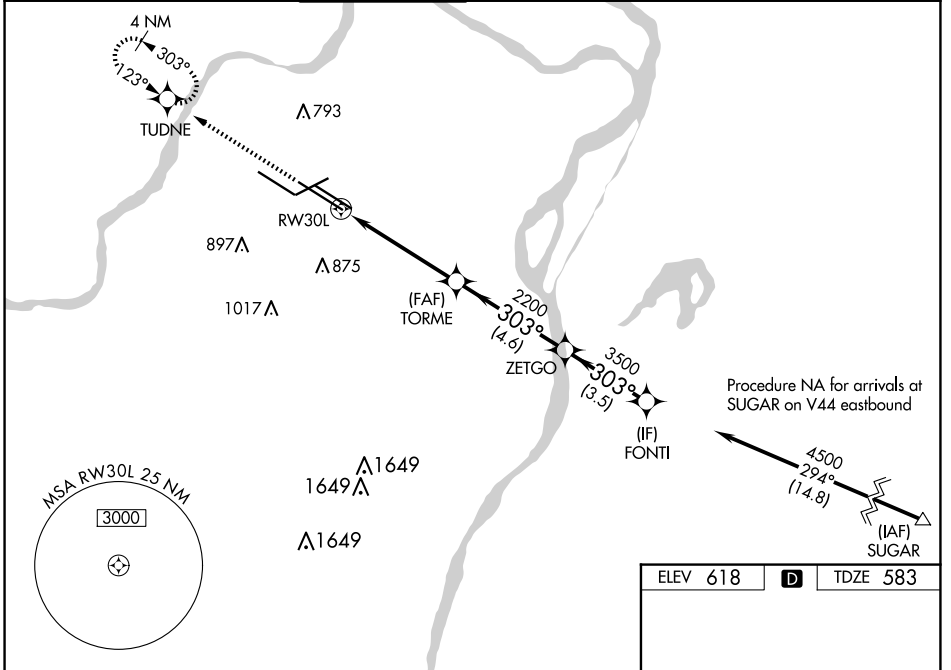 4 NM
303°
123°
TUDNE
793
RW30L
897
875
1017
(FAF)
TORME
2200
303°
(4.6)
ZETGO
3500
303°
(3.5)
(IF)
FONTI
Procedure NA for arrivals at
SUGAR on V44 eastbound
4500
294°
(14.8)
(IAF)
SUGAR
1649
1649
1649
MSA RW30L 25 NM
3000
ELEV 618
D
TDZE 583